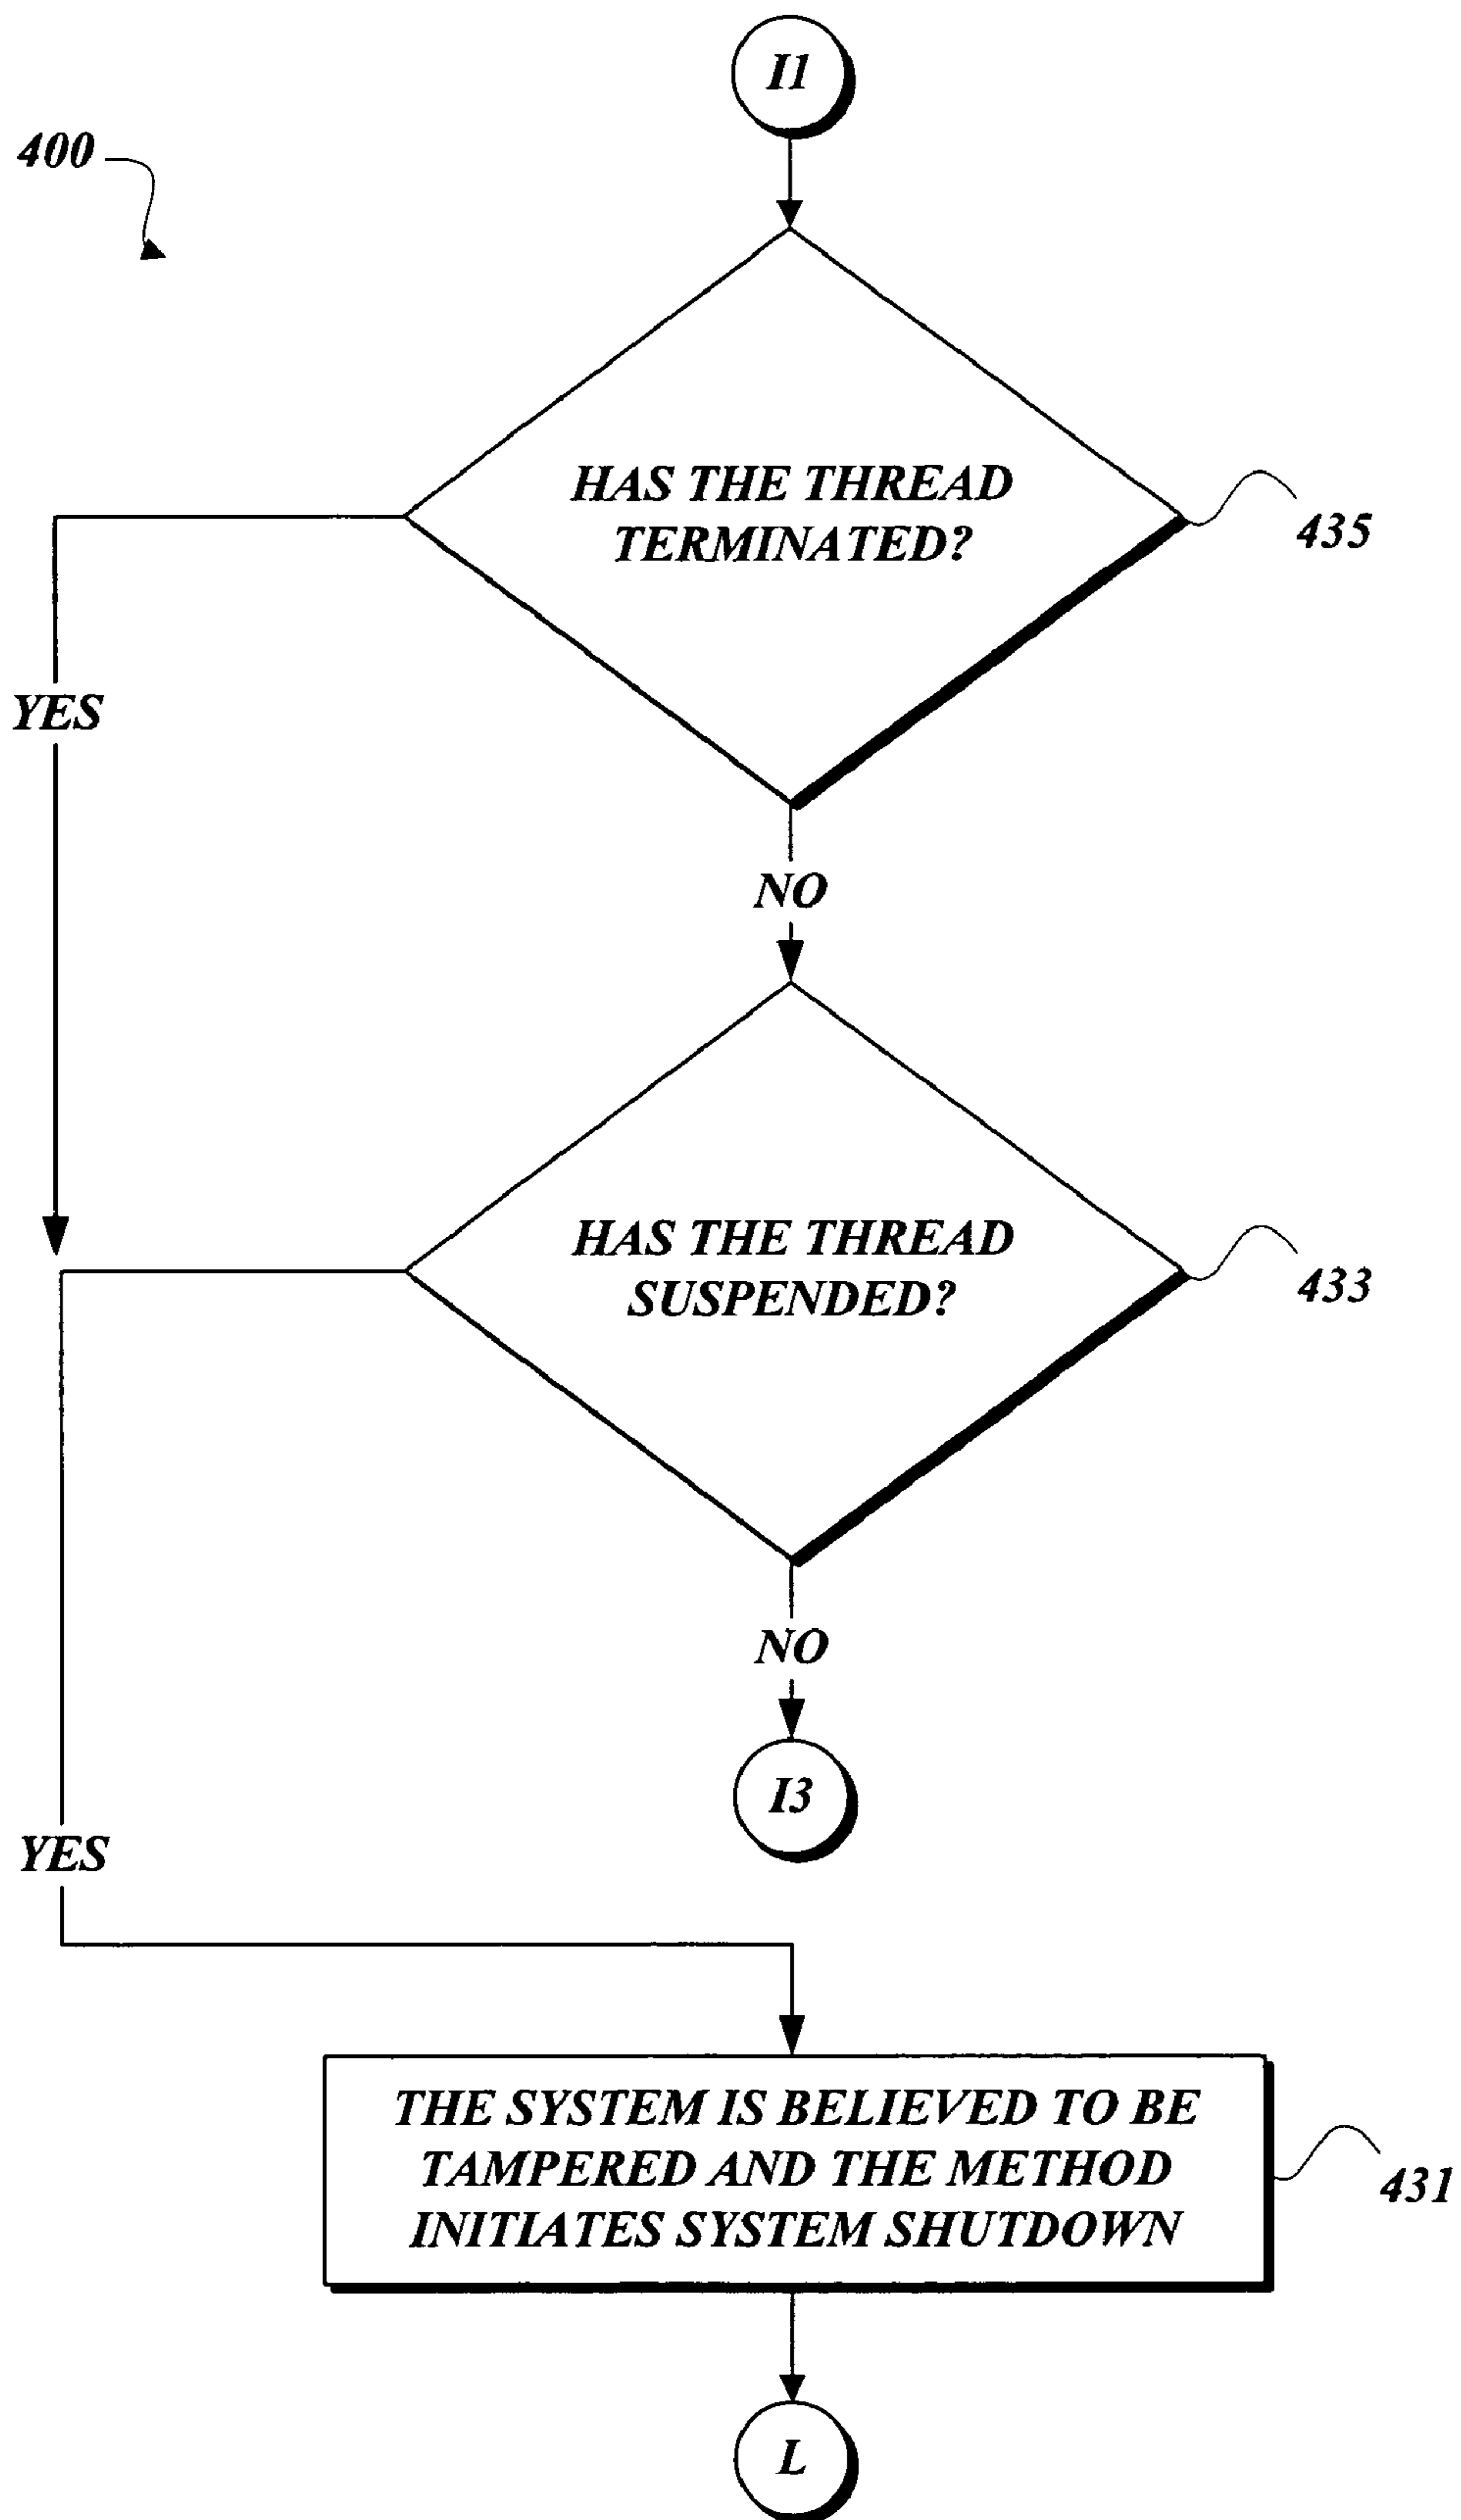 I1
400
HAS THE THREAD
TERMINATED?
435
YES
NO
HAS THE THREAD
SUSPENDED?
433
NO
I3
YES
THE SYSTEM IS BELIEVED TO BE
TAMPERED AND THE METHOD
INITIATES SYSTEM SHUTDOWN
431
L